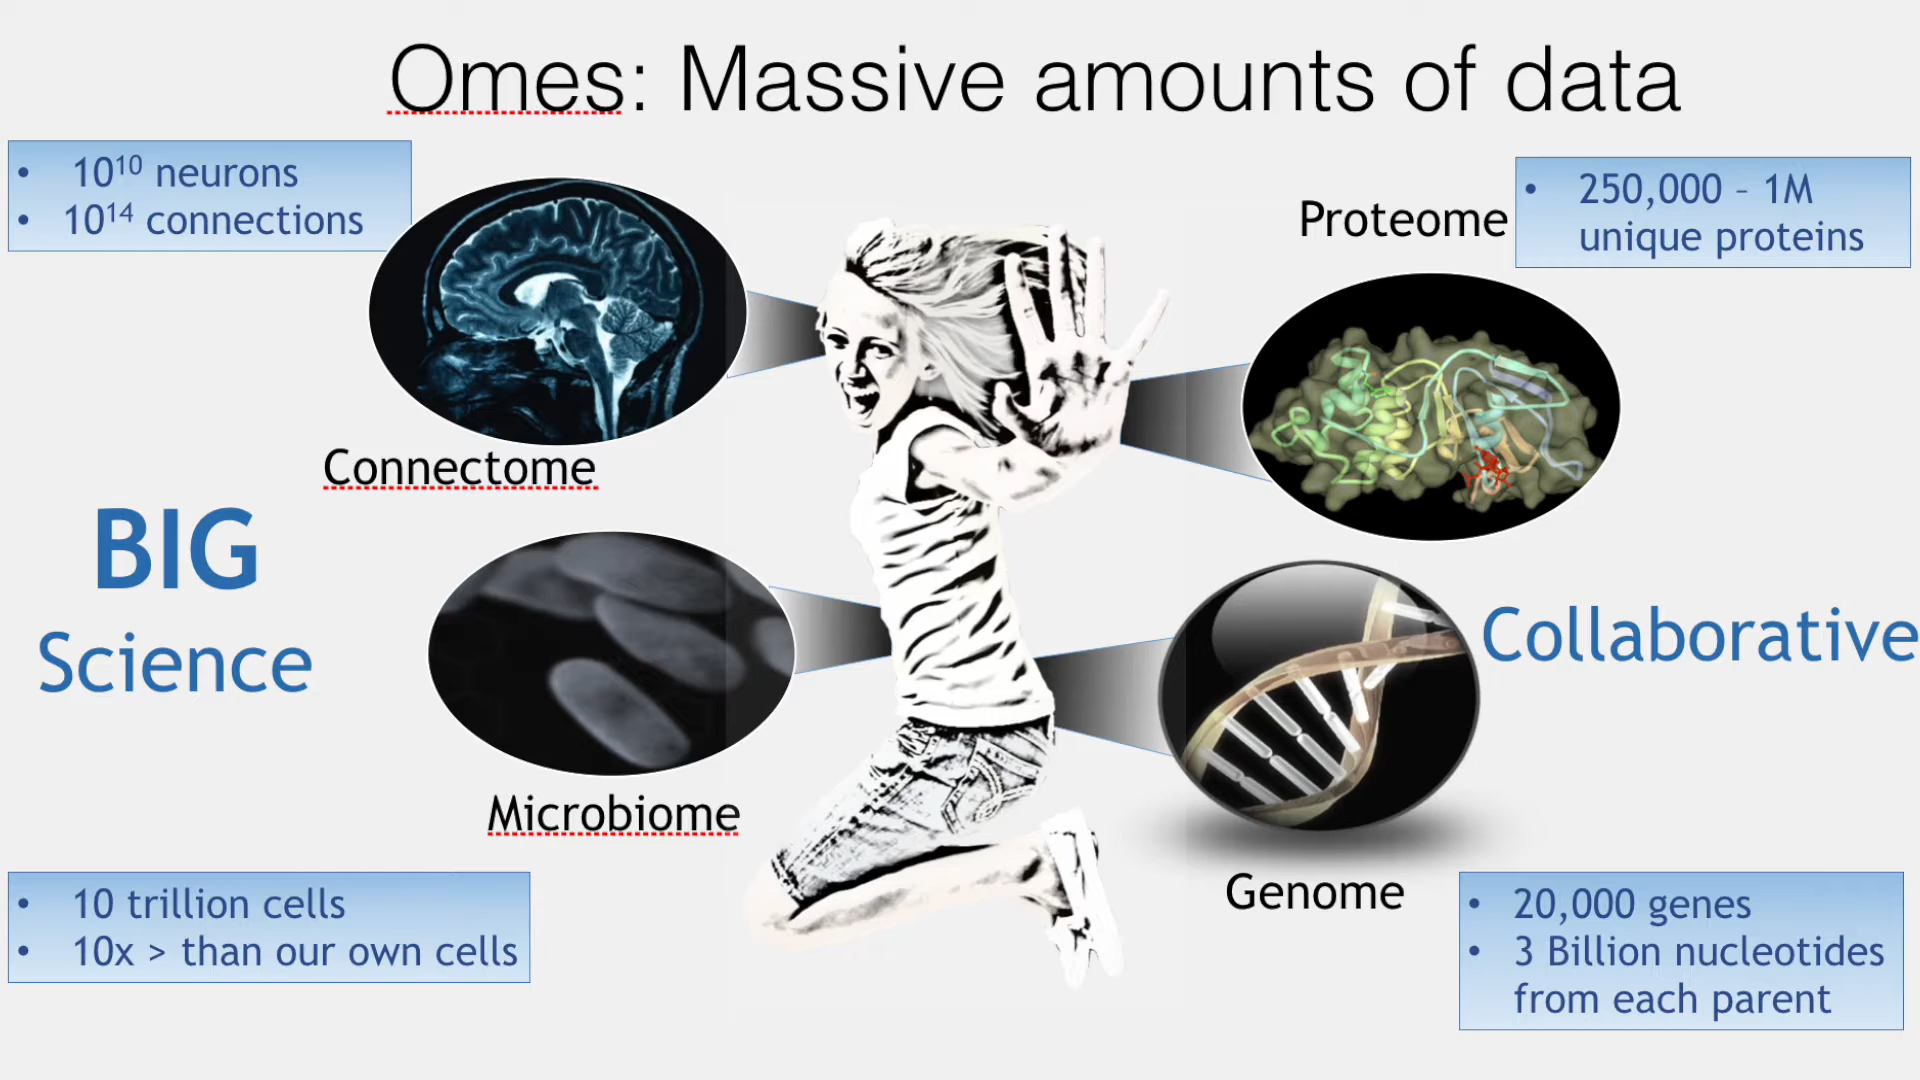 Omes: Massive amounts of data
• 10¹⁰ neurons
• 10¹⁴ connections
Proteome
• 250,000 – 1M
unique proteins
Connectome
BIG
Science
Collaborative
Microbiome
Genome
• 10 trillion cells
• 10x > than our own cells
• 20,000 genes
• 3 Billion nucleotides
from each parent